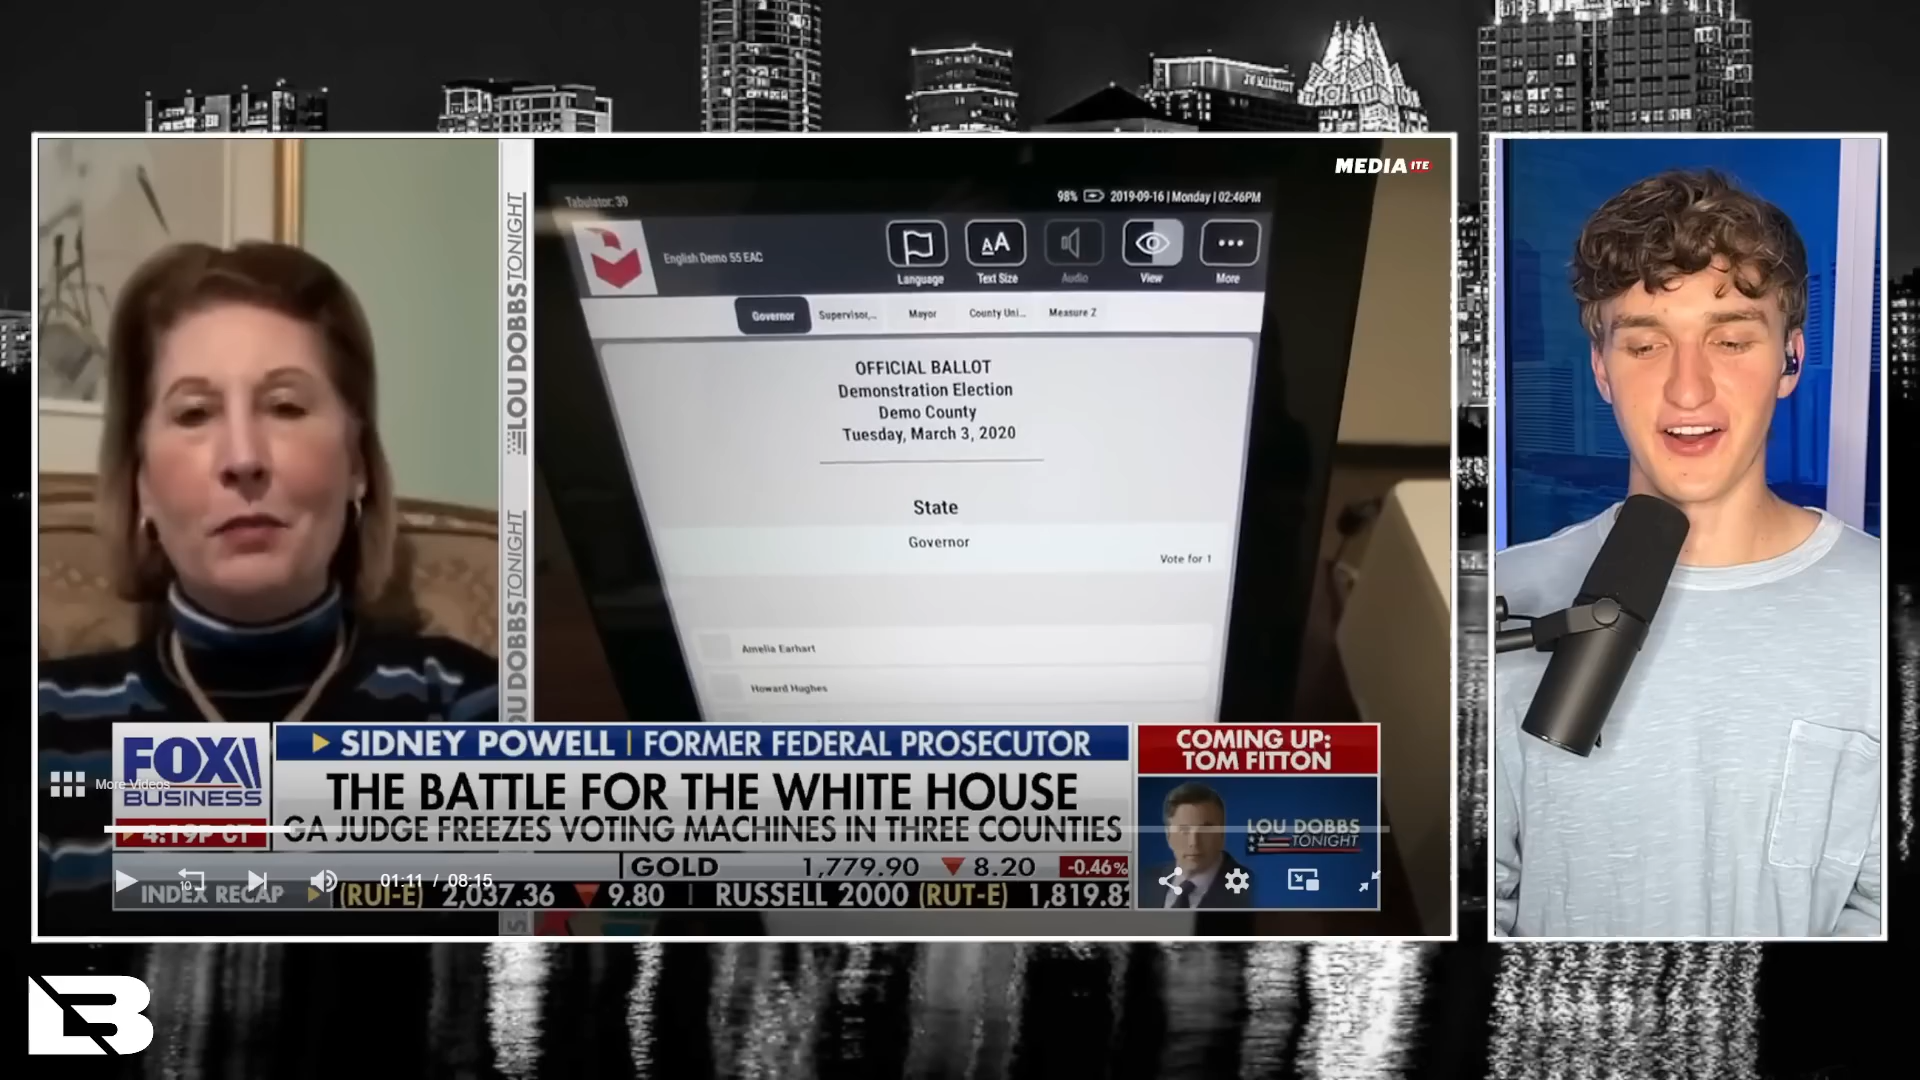 MEDIAITE
LOU DOBBS TONIGHT
LOU DOBBS TONIGHT
Tabulator: 39
98% 2019-09-16 | Monday | 02:46PM
English Demo 55 EAC
Language
Text Size
Audio
View
More
Governor
Supervisor,...
Mayor
County Uni...
Measure Z
OFFICIAL BALLOT
Demonstration Election
Demo County
Tuesday, March 3, 2020
State
Governor
Vote for 1
Amelia Earhart
Howard Hughes
FOX
BUSINESS
4:19P CT
More Videos
SIDNEY POWELL | FORMER FEDERAL PROSECUTOR
THE BATTLE FOR THE WHITE HOUSE
GA JUDGE FREEZES VOTING MACHINES IN THREE COUNTIES
COMING UP:
TOM FITTON
LOU DOBBS
TONIGHT
GOLD 1,779.90 8.20 -0.46%
10
01:11 / 08:15
INDEX RECAP (RUI-E) 2,037.36 9.80 | RUSSELL 2000 (RUT-E) 1,819.82
B